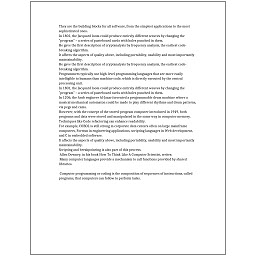 They are the building blocks for all software, from the simplest applications to the most
sophisticated ones.
In 1801, the Jacquard loom could produce entirely different weaves by changing the
"program" – a series of pasteboard cards with holes punched in them.
He gave the first description of cryptanalysis by frequency analysis, the earliest code-
breaking algorithm.
It affects the aspects of quality above, including portability, usability and most importantly
maintainability.
He gave the first description of cryptanalysis by frequency analysis, the earliest code-
breaking algorithm.
Programmers typically use high-level programming languages that are more easily
intelligible to humans than machine code, which is directly executed by the central
processing unit.
In 1801, the Jacquard loom could produce entirely different weaves by changing the
"program" – a series of pasteboard cards with holes punched in them.
In 1206, the Arab engineer Al-Jazari invented a programmable drum machine where a
musical mechanical automaton could be made to play different rhythms and drum patterns,
via pegs and cams.
However, with the concept of the stored-program computer introduced in 1949, both
programs and data were stored and manipulated in the same way in computer memory.
Techniques like Code refactoring can enhance readability.
For example, COBOL is still strong in corporate data centers often on large mainframe
computers, Fortran in engineering applications, scripting languages in Web development,
and C in embedded software.
It affects the aspects of quality above, including portability, usability and most importantly
maintainability.
Scripting and breakpointing is also part of this process.
Allen Downey, in his book How To Think Like A Computer Scientist, writes:
Many computer languages provide a mechanism to call functions provided by shared
libraries.
Computer programming or coding is the composition of sequences of instructions, called
programs, that computers can follow to perform tasks.